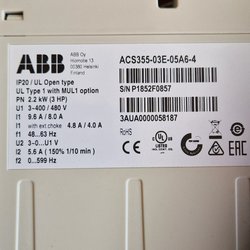 ABB
ABB Oy
Hiomotie 13
00380 Helsinki
Finland
ACS355-03E-05A6-4
IP20 / UL Open type
UL Type 1 with MUL1 option
PN 2.2 kW (3 HP)
U1 3~400 / 480 V
I1 9.6 A / 8.0 A
I1 with ext choke 4.8 A / 4.0 A
f1 48...63 Hz
U2 3~0...U1 V
I2 5.6 A (150% 1/10 min)
f2 0...599 Hz
S/N P1852F0857
3AUA0000058187